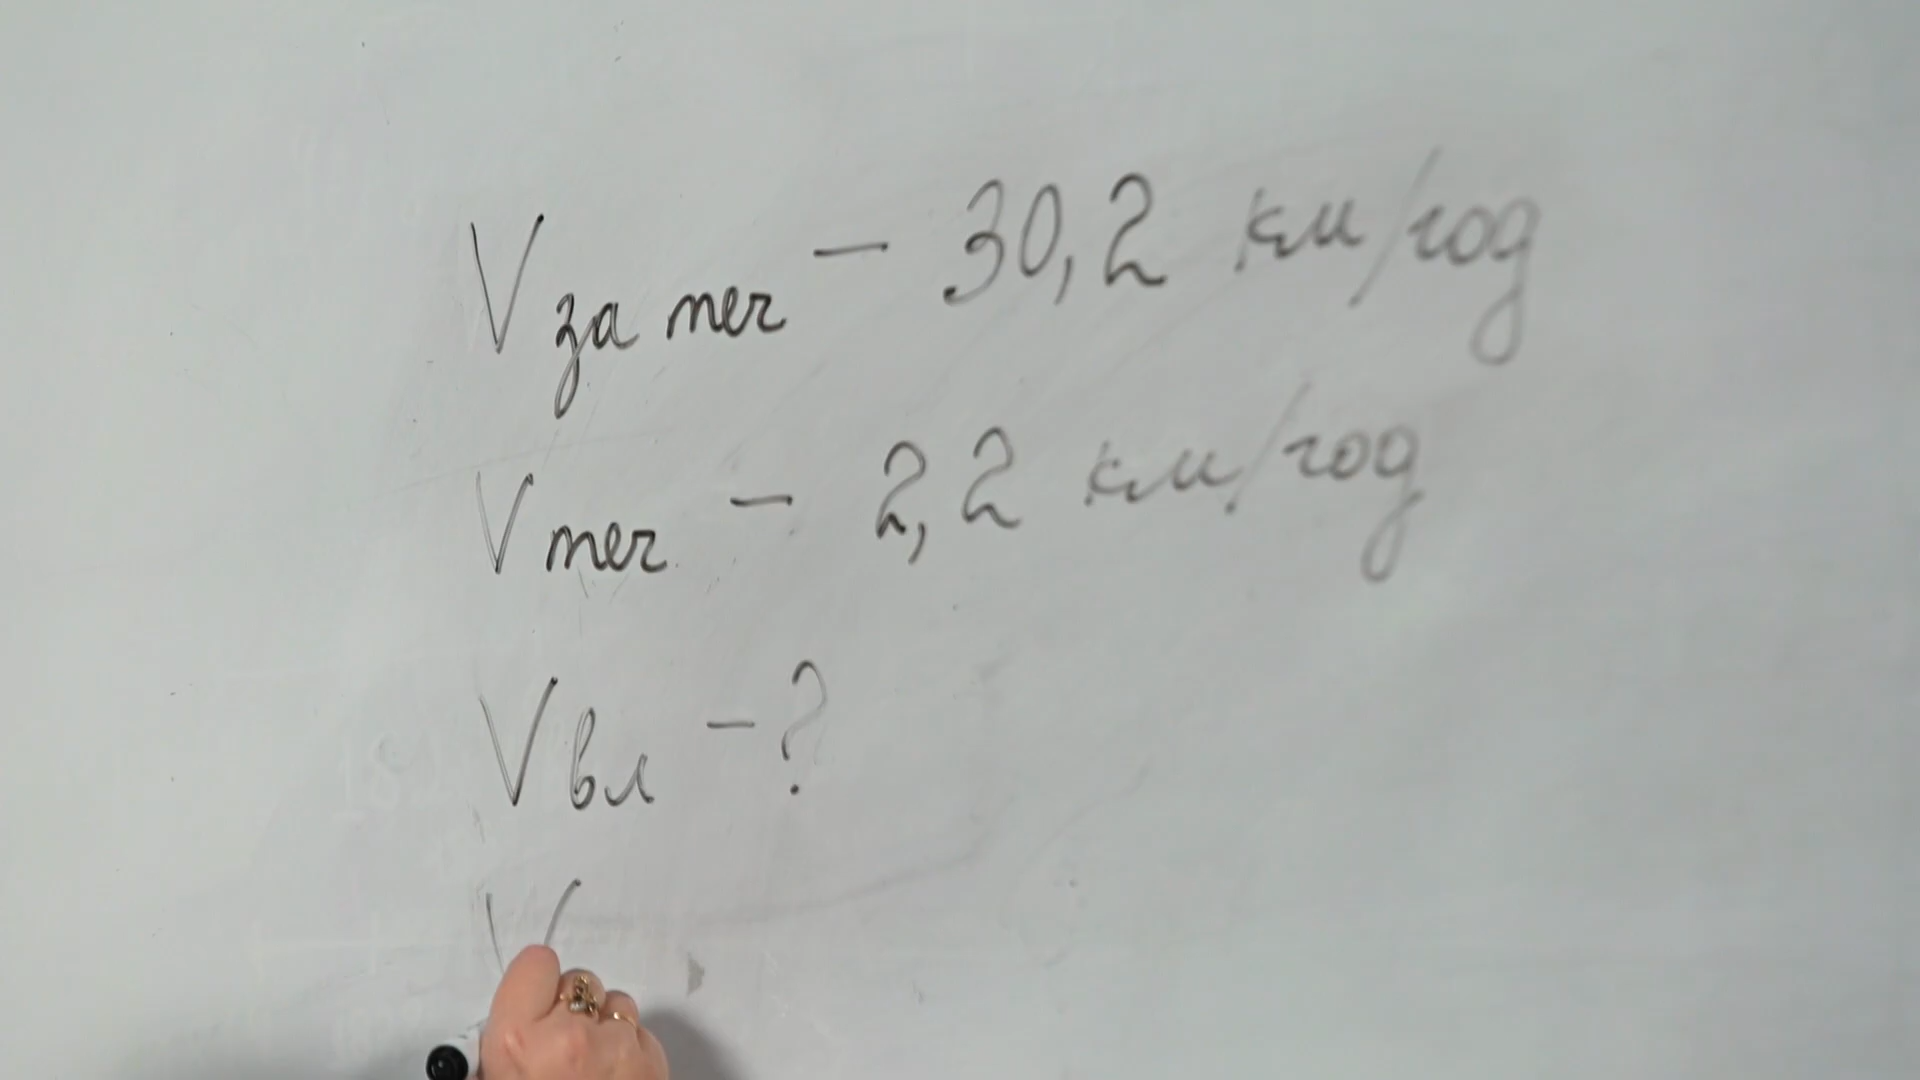 V за теч – 30,2 км/год
V теч – 2,2 км/год
V вл – ?
V